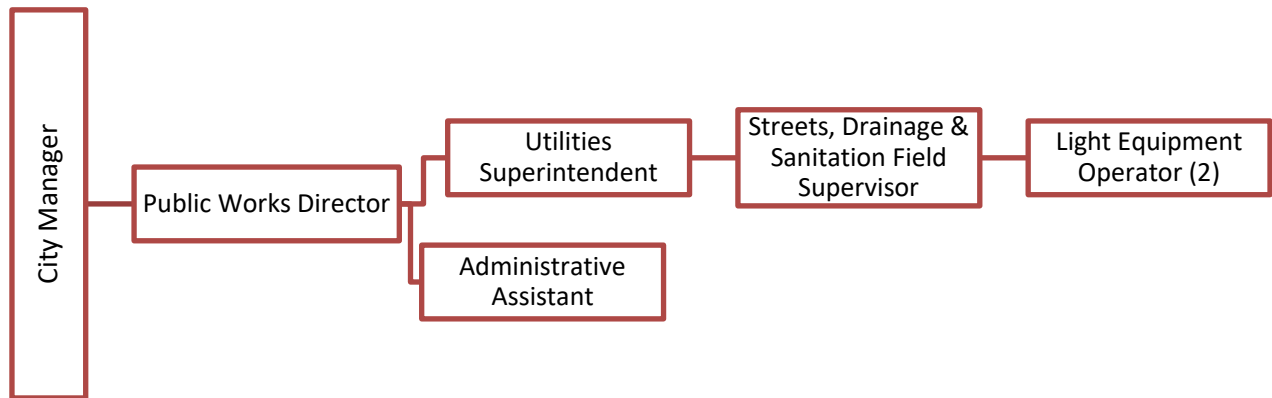 City Manager
Public Works Director
Utilities
Superintendent
Administrative
Assistant
Streets, Drainage &
Sanitation Field
Supervisor
Light Equipment
Operator (2)